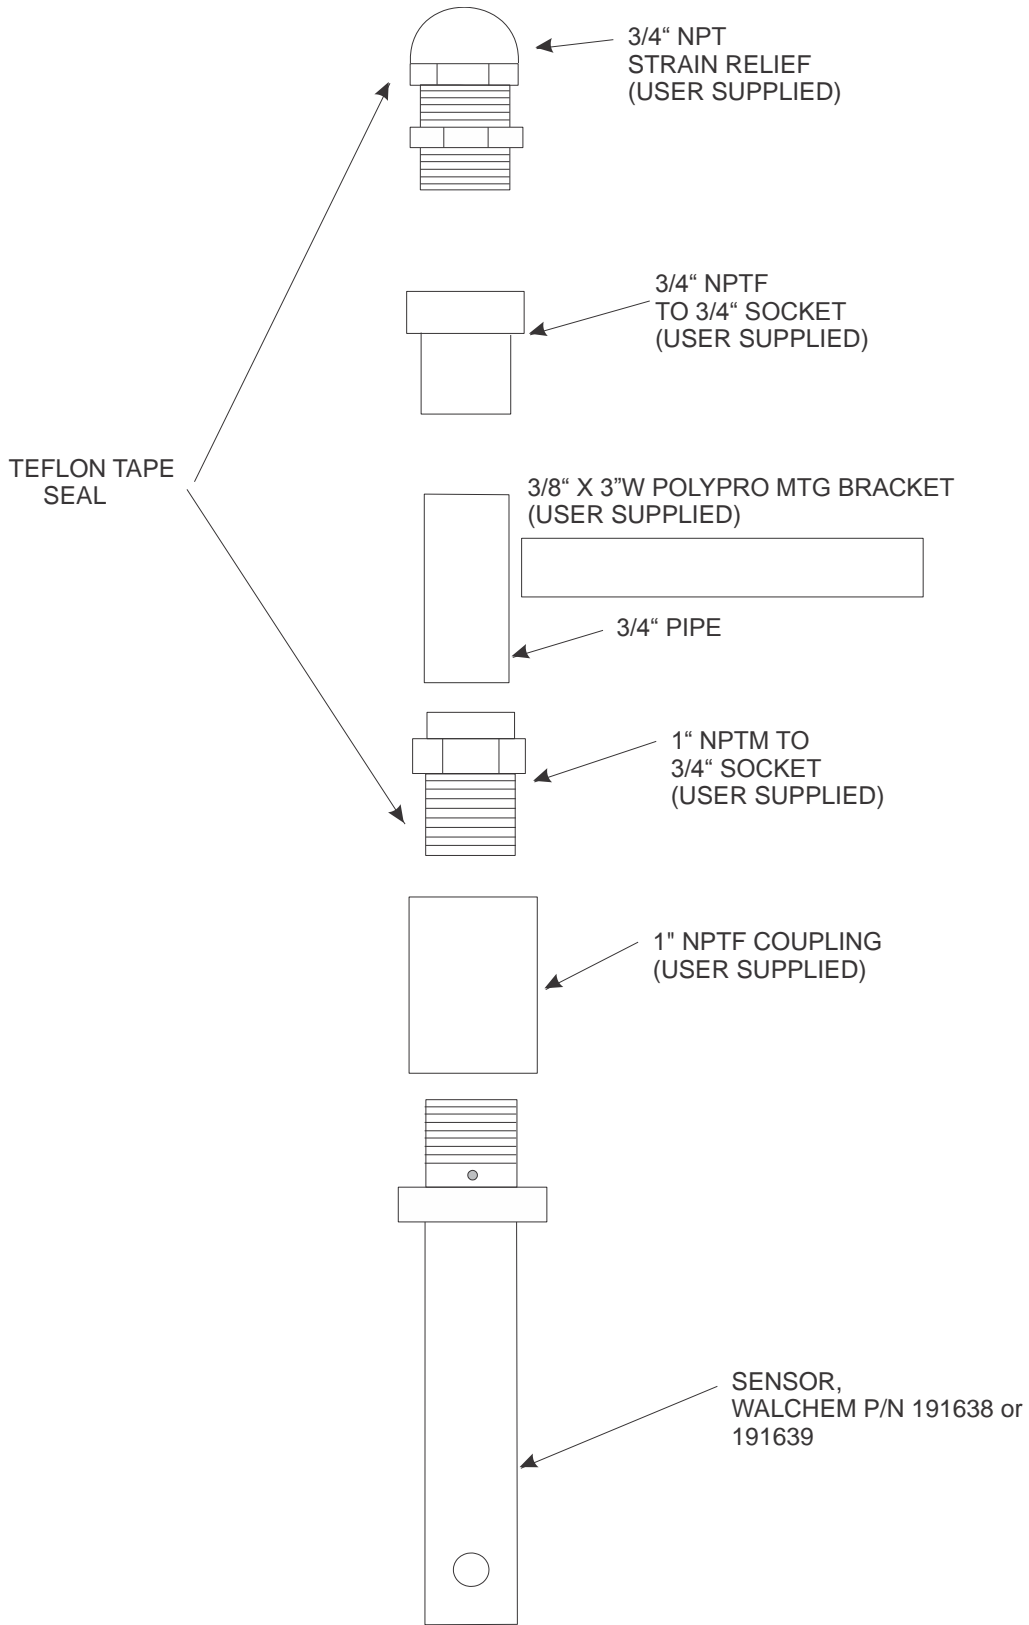 3/4“ NPT
STRAIN RELIEF
(USER SUPPLIED)
3/4“ NPTF
TO 3/4“ SOCKET
(USER SUPPLIED)
TEFLON TAPE
SEAL
3/8“ X 3”W POLYPRO MTG BRACKET
(USER SUPPLIED)
3/4“ PIPE
1“ NPTM TO
3/4“ SOCKET
(USER SUPPLIED)
1" NPTF COUPLING
(USER SUPPLIED)
SENSOR,
WALCHEM P/N 191638 or
191639